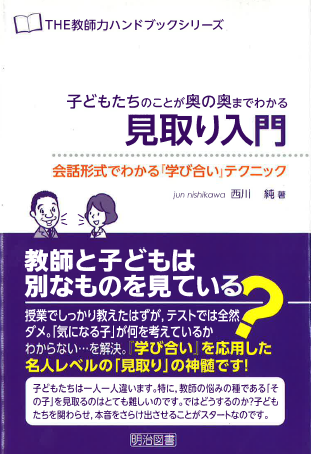 THE教師力ハンドブックシリーズ
子どもたちのことが奥の奥までわかる
見取り入門
会話形式でわかる『学び合い』テクニック
jun nishikawa 西川 純 著
教師と子どもは
別なものを見ている?
授業でしっかり教えたはずが、テストでは全然
ダメ。「気になる子」が何を考えているか
わからない…を解決。『学び合い』を応用した
名人レベルの「見取り」の神髄です!
子どもたちは一人一人違います。特に、教師の悩みの種である「そ
の子」を見取るのはとても難しいのです。ではどうするのか?子ども
たちを関わらせ、本音をさらけ出させることがスタートなのです。
明治図書